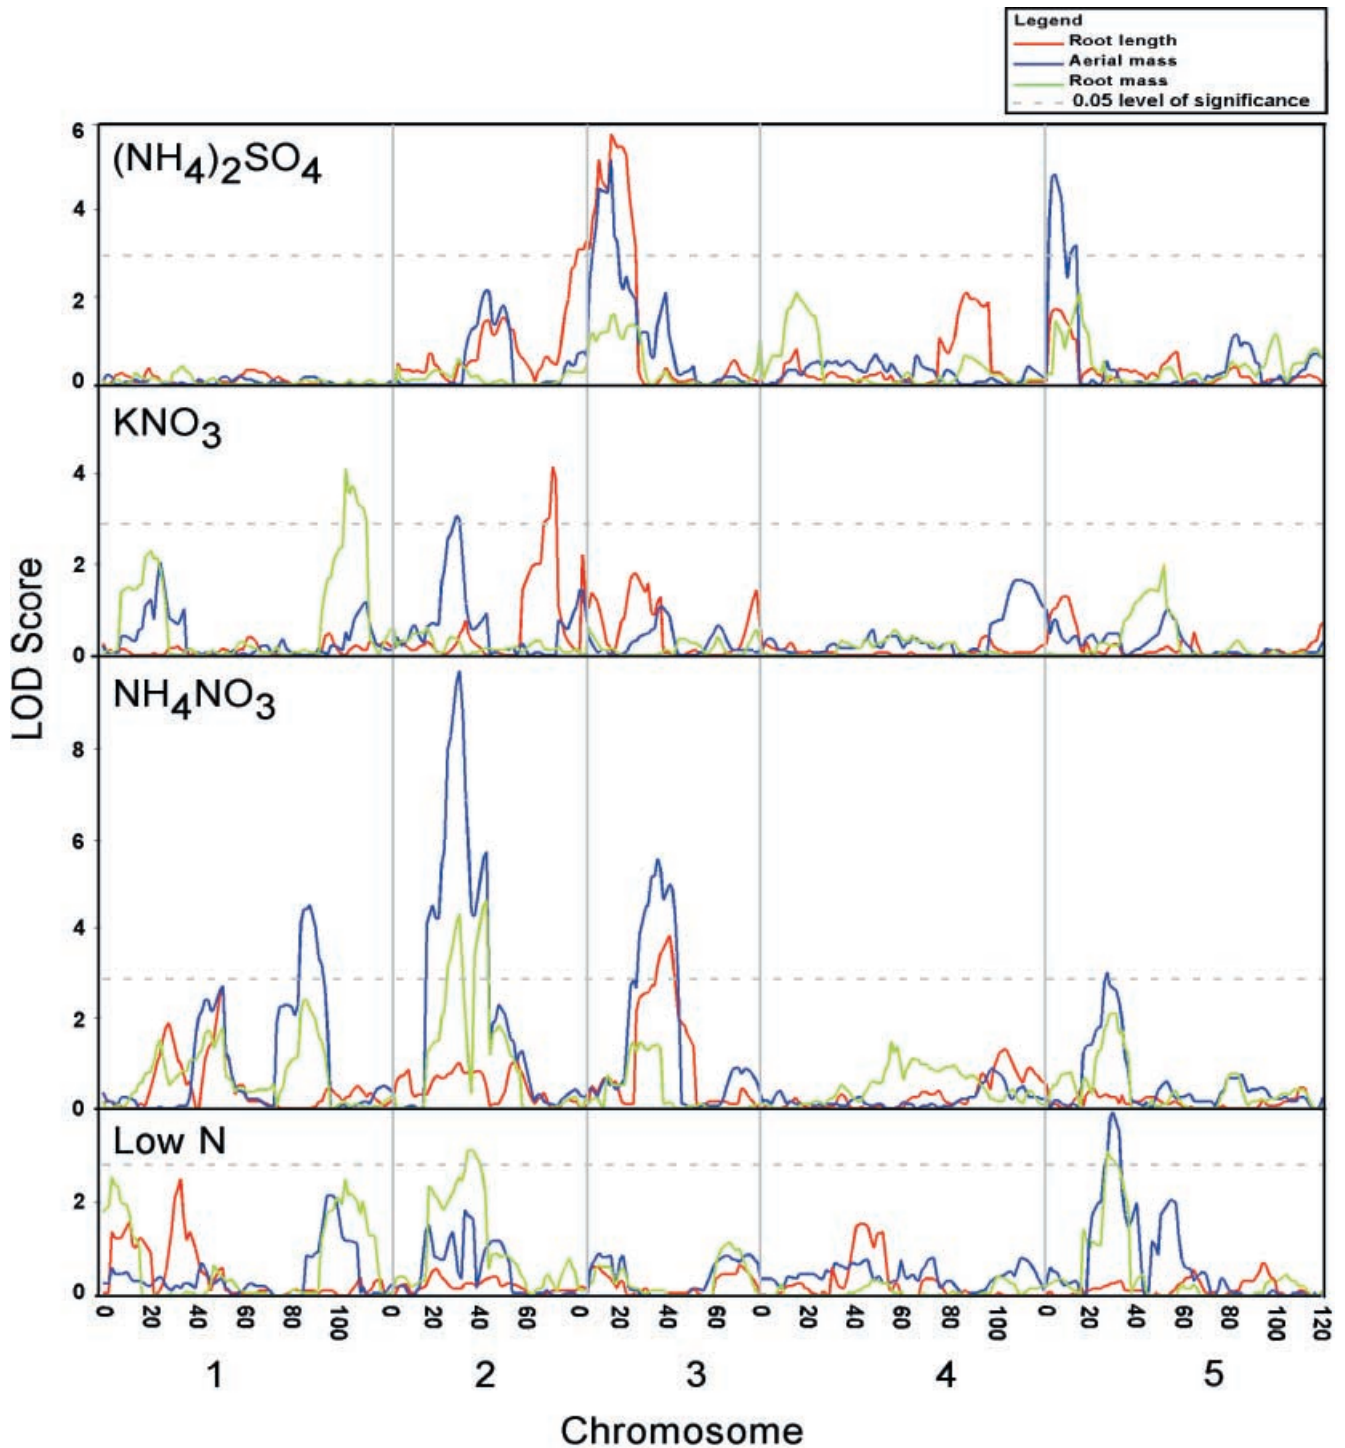 Legend
Root length
Aerial mass
Root mass
0.05 level of significance
6
(NH4)2SO4
4
2
0
KNO3
4
2
0
NH4NO3
8
6
4
2
0
Low N
2
0
LOD Score
0 20 40 60 80 100 0 20 40 60 0 20 40 60 0 20 40 60 80 100 0 20 40 60 80 100 120
1 2 3 4 5
Chromosome